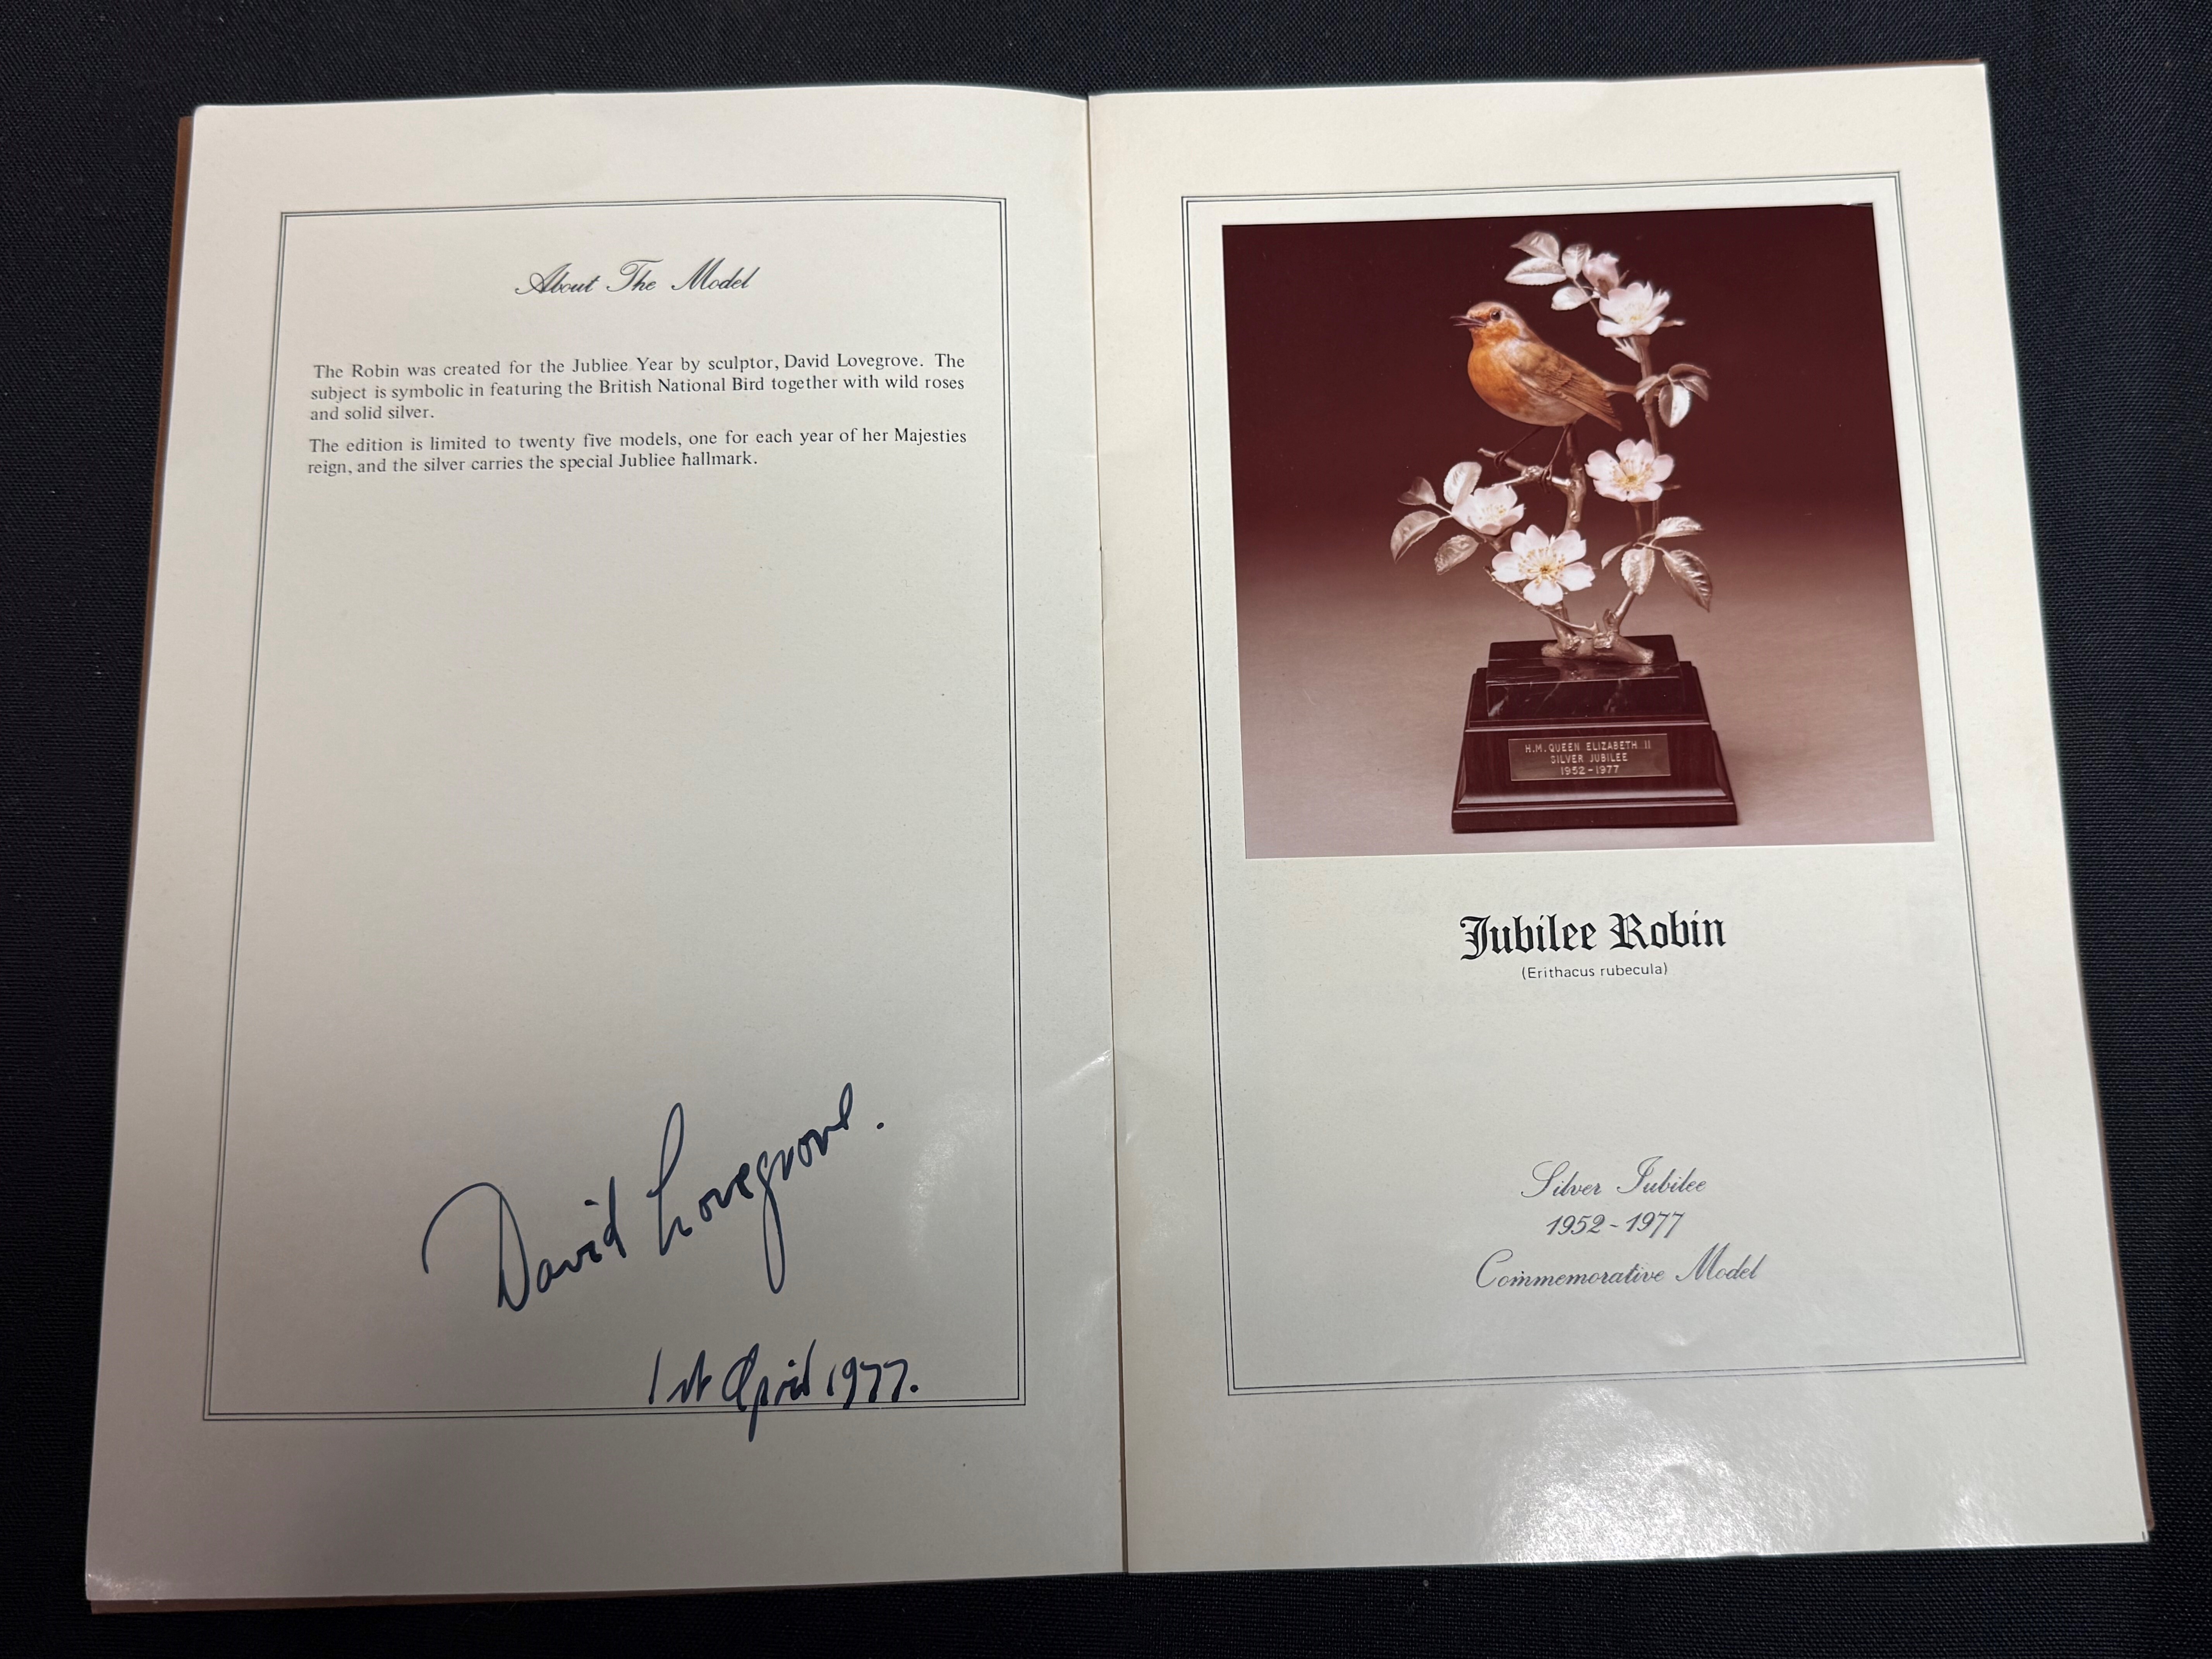 About The Model
The Robin was created for the Jubliee Year by sculptor, David Lovegrove. The
subject is symbolic in featuring the British National Bird together with wild roses
and solid silver.
The edition is limited to twenty five models, one for each year of her Majesties
reign, and the silver carries the special Jubliee hallmark.
David Lovegrove.
1st April 1977.
H.M. QUEEN ELIZABETH II
SILVER JUBILEE
1952-1977
Jubilee Robin
(Erithacus rubecula)
Silver Jubilee
1952-1977
Commemorative Model